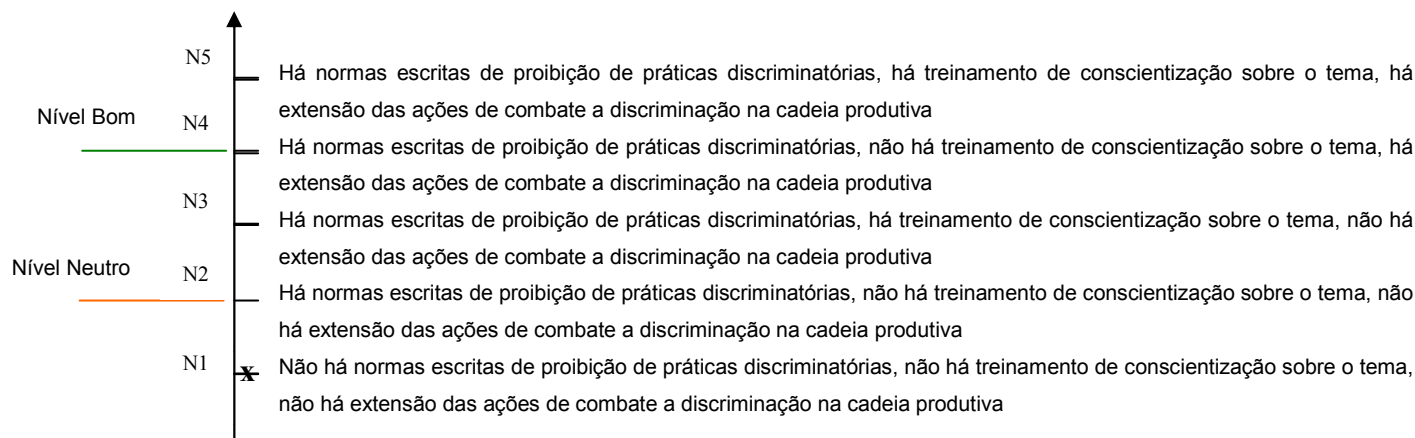 N5
Há normas escritas de proibição de práticas discriminatórias, há treinamento de conscientização sobre o tema, há
extensão das ações de combate a discriminação na cadeia produtiva
Nível Bom
N4
Há normas escritas de proibição de práticas discriminatórias, não há treinamento de conscientização sobre o tema, há
extensão das ações de combate a discriminação na cadeia produtiva
N3
Há normas escritas de proibição de práticas discriminatórias, há treinamento de conscientização sobre o tema, não há
extensão das ações de combate a discriminação na cadeia produtiva
Nível Neutro
N2
Há normas escritas de proibição de práticas discriminatórias, não há treinamento de conscientização sobre o tema, não
há extensão das ações de combate a discriminação na cadeia produtiva
N1
x
Não há normas escritas de proibição de práticas discriminatórias, não há treinamento de conscientização sobre o tema,
não há extensão das ações de combate a discriminação na cadeia produtiva